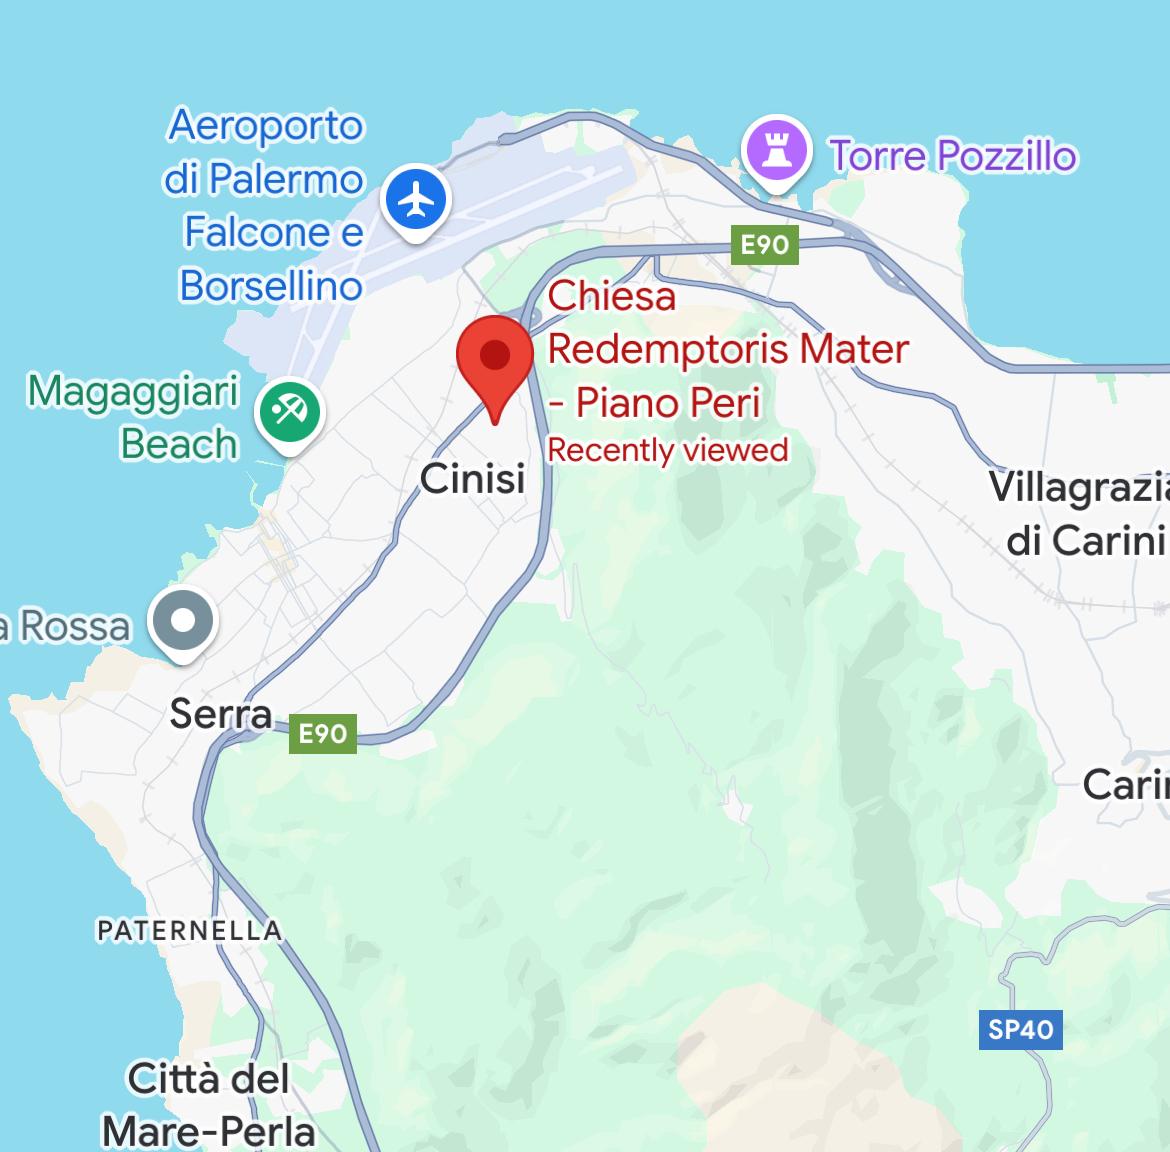 Aeroporto
di Palermo
Falcone e
Borsellino
Torre Pozzillo
E90
Chiesa
Redemptoris Mater
- Piano Peri
Recently viewed
Magaggiari
Beach
Cinisi
Villagrazia
di Carini
a Rossa
Serra
E90
Carin
PATERNELLA
SP40
Città del
Mare-Perla